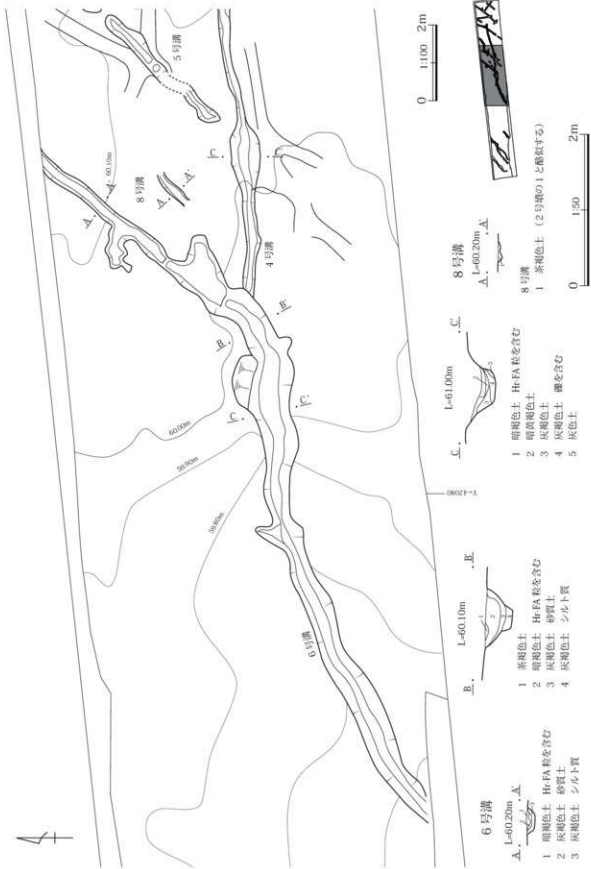 60.10m
60.00m
59.90m
59.80m
5号溝
8号溝
4号溝
6号溝
A
A'
A
A'
B
B'
C
C'
C
C
Y=-42080
0 1:100 2m
6号溝
A L=60.20m A'
1 暗褐色土 Hr-FA 粒を含む
2 灰褐色土 砂質土
3 灰褐色土 シルト質
B L=60.10m B'
1 茶褐色土
2 暗褐色土 Hr-FA 粒を含む
3 灰褐色土 砂質土
4 灰褐色土 シルト質
C L=61.00m C'
1 暗褐色土 Hr-FA 粒を含む
2 暗黄褐色土
3 灰褐色土
4 灰褐色土 礫を含む
5 灰色土
8号溝
A L=60.20m A'
8号溝
1 茶褐色土 (2号墳の1と酷似する)
0 1:50 2m